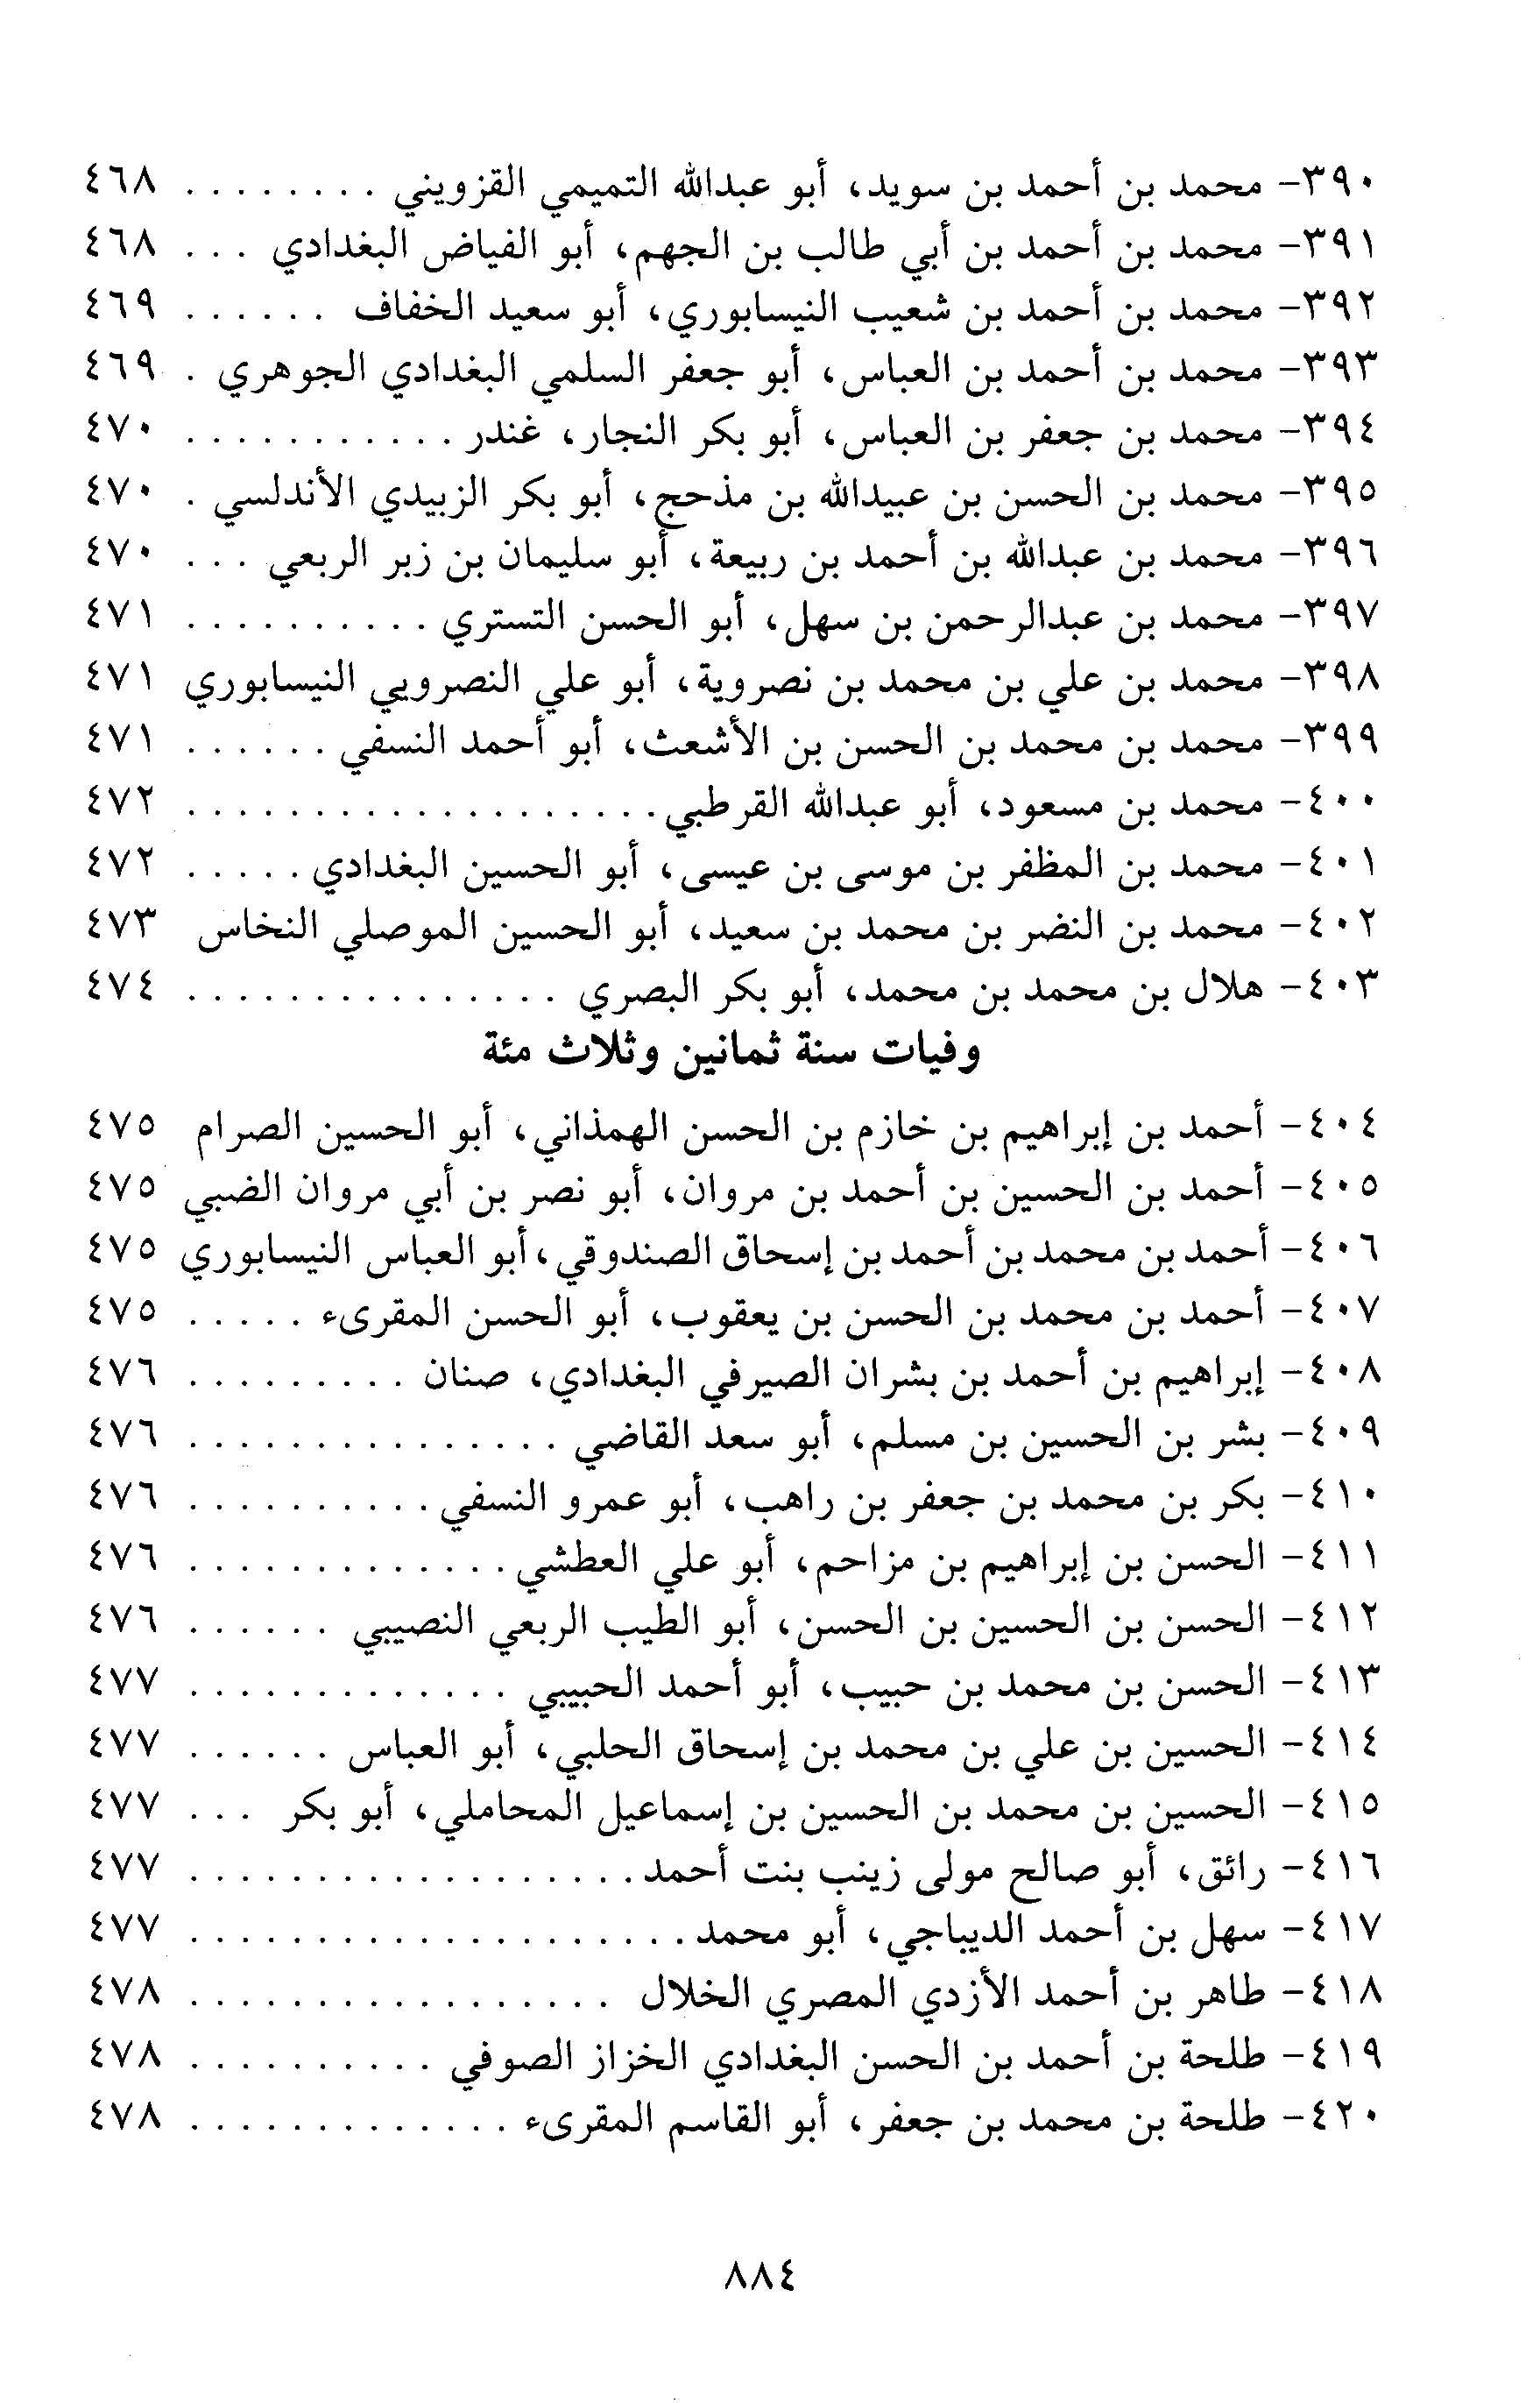 ٣٩٠- محمد بن أحمد بن سويد، أبو عبدالله التميمي القزويني . . . . . . . . ٤٦٨
٣٩١- محمد بن أحمد بن أبي طالب بن الجهم، أبو الفياض البغدادي . . . ٤٦٨
٣٩٢- محمد بن أحمد بن شعيب النيسابوري، أبو سعيد الخفاف . . . . . . ٤٦٩
٣٩٣- محمد بن أحمد بن العباس، أبو جعفر السلمي البغدادي الجوهري . ٤٦٩
٣٩٤- محمد بن جعفر بن العباس، أبو بكر النجار، غندر . . . . . . . . . . . ٤٧٠
٣٩٥- محمد بن الحسن بن عبيدالله بن مذحج، أبو بكر الزبيدي الأندلسي . ٤٧٠
٣٩٦- محمد بن عبدالله بن أحمد بن ربيعة، أبو سليمان بن زبر الربعي . . . ٤٧٠
٣٩٧- محمد بن عبدالرحمن بن سهل، أبو الحسن التستري . . . . . . . . . . ٤٧١
٣٩٨- محمد بن علي بن محمد بن نصروية، أبو علي النصرويي النيسابوري ٤٧١
٣٩٩- محمد بن محمد بن الحسن بن الأشعث، أبو أحمد النسفي . . . . . . ٤٧١
٤٠٠- محمد بن مسعود، أبو عبدالله القرطبي . . . . . . . . . . . . . . . . . . . ٤٧٢
٤٠١- محمد بن المظفر بن موسى بن عيسى، أبو الحسين البغدادي . . . . . ٤٧٢
٤٠٢- محمد بن النضر بن محمد بن سعيد، أبو الحسين الموصلي النخاس ٤٧٣
٤٠٣- هلال بن محمد بن محمد، أبو بكر البصري . . . . . . . . . . . . . . . ٤٧٤
وفيات سنة ثمانين وثلاث مئة
٤٠٤- أحمد بن إبراهيم بن خازم بن الحسن الهمذاني، أبو الحسين الصرام ٤٧٥
٤٠٥- أحمد بن الحسين بن أحمد بن مروان، أبو نصر بن أبي مروان الضبي ٤٧٥
٤٠٦- أحمد بن محمد بن أحمد بن إسحاق الصندوقي، أبو العباس النيسابوري ٤٧٥
٤٠٧- أحمد بن محمد بن الحسن بن يعقوب، أبو الحسن المقرىء . . . . . ٤٧٥
٤٠٨- إبراهيم بن أحمد بن بشران الصيرفي البغدادي، صنان . . . . . . . . . ٤٧٦
٤٠٩- بشر بن الحسين بن مسلم، أبو سعد القاضي . . . . . . . . . . . . . . . ٤٧٦
٤١٠- بكر بن محمد بن جعفر بن راهب، أبو عمرو النسفي . . . . . . . . . . ٤٧٦
٤١١- الحسن بن إبراهيم بن مزاحم، أبو علي العطشي . . . . . . . . . . . . . ٤٧٦
٤١٢- الحسن بن الحسين بن الحسن، أبو الطيب الربعي النصيبي . . . . . . ٤٧٦
٤١٣- الحسن بن محمد بن حبيب، أبو أحمد الحبيبي . . . . . . . . . . . . . ٤٧٧
٤١٤- الحسين بن علي بن محمد بن إسحاق الحلبي، أبو العباس . . . . . . ٤٧٧
٤١٥- الحسين بن محمد بن الحسين بن إسماعيل المحاملي، أبو بكر . . . ٤٧٧
٤١٦- رائق، أبو صالح مولى زينب بنت أحمد . . . . . . . . . . . . . . . . . . ٤٧٧
٤١٧- سهل بن أحمد الديباجي، أبو محمد . . . . . . . . . . . . . . . . . . . . ٤٧٧
٤١٨- طاهر بن أحمد الأزدي المصري الخلال . . . . . . . . . . . . . . . . . ٤٧٨
٤١٩- طلحة بن أحمد بن الحسن البغدادي الخزاز الصوفي . . . . . . . . . . ٤٧٨
٤٢٠- طلحة بن محمد بن جعفر، أبو القاسم المقرىء . . . . . . . . . . . . . ٤٧٨
٨٨٤